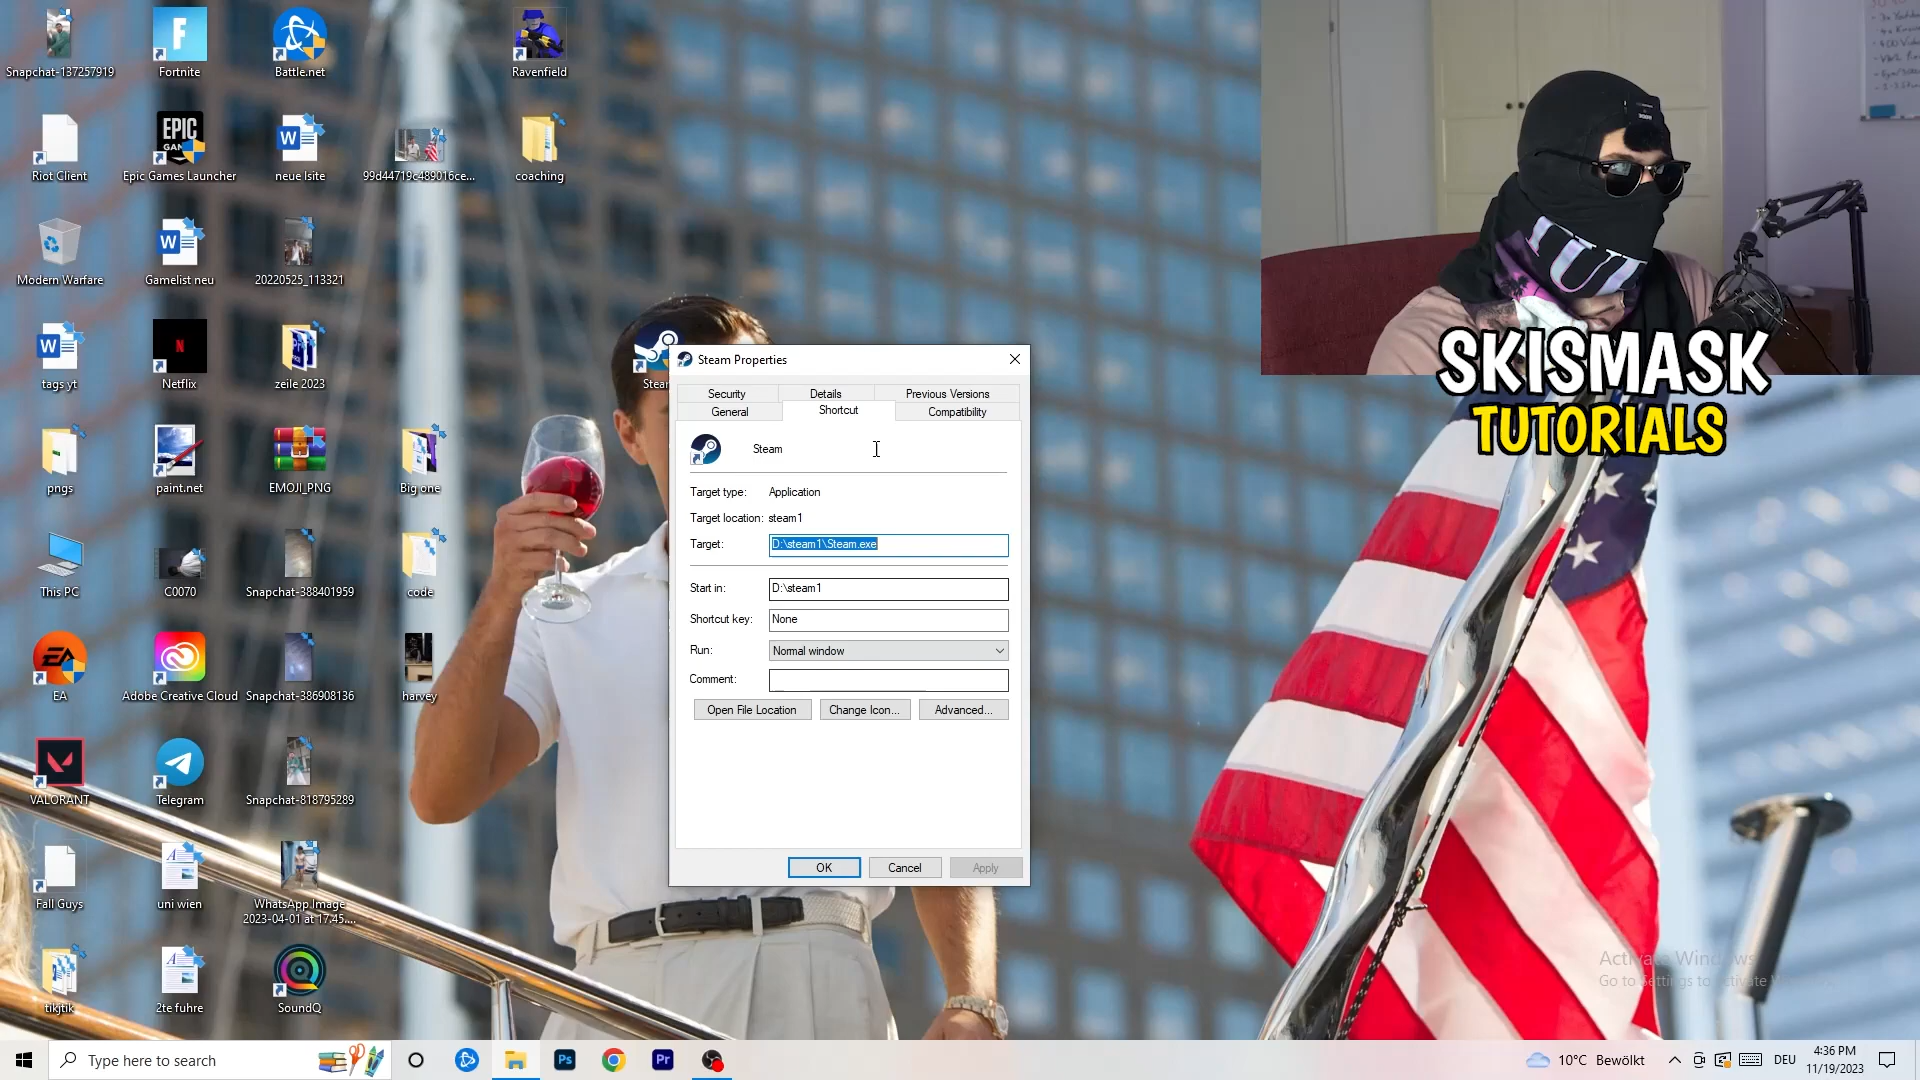 Snapchat-137257919
Fortnite
Battle.net
Ravenfield
Riot Client
EPIC
Epic Games Launcher
neue lsite
99d44719c489016ce...
coaching
Modern Warfare
Gamelist neu
20220525_113321
tags yt
Netflix
zeile 2023
pngs
paint.net
EMOJI_PNG
Big one
This PC
C0070
Snapchat-388401959
code
EA
Adobe Creative Cloud
Snapchat-386908136
harvey
VALORANT
Telegram
Snapchat-818795289
Fall Guys
uni wien
WhatsApp Image
2023-04-01 at 17.45....
tikjtik
2te fuhre
SoundQ
Steam Properties
Security
Details
Previous Versions
General
Shortcut
Compatibility
Steam
Target type: Application
Target location: steam1
Target: D:\steam1\Steam.exe
Start in: D:\steam1
Shortcut key: None
Run: Normal window
Comment:
Open File Location
Change Icon...
Advanced...
OK
Cancel
Apply
SKISMASK
TUTORIALS
Type here to search
Ps
Pr
10°C Bewölkt
DEU
4:36 PM
11/19/2023